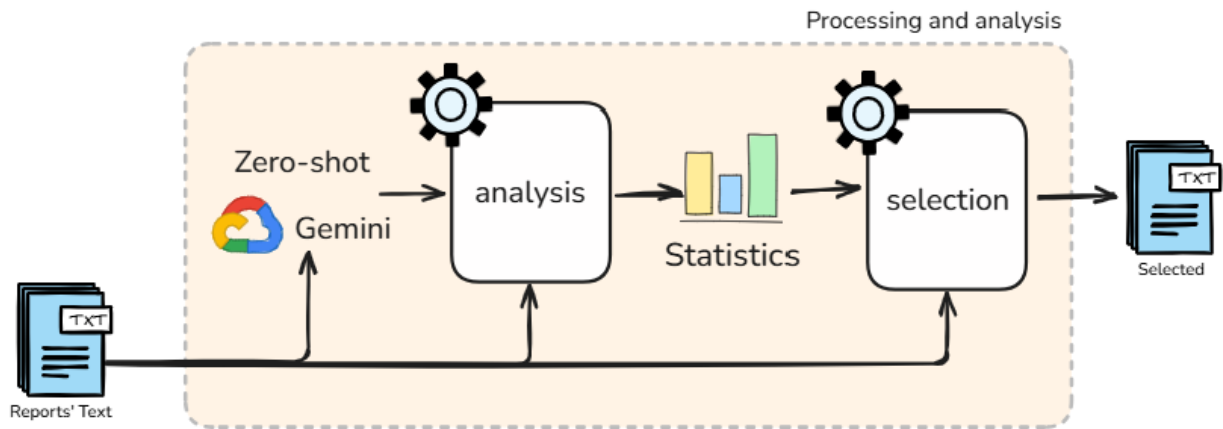 Processing and analysis
Zero-shot
Gemini
analysis
Statistics
selection
TXT
Selected
TXT
Reports' Text